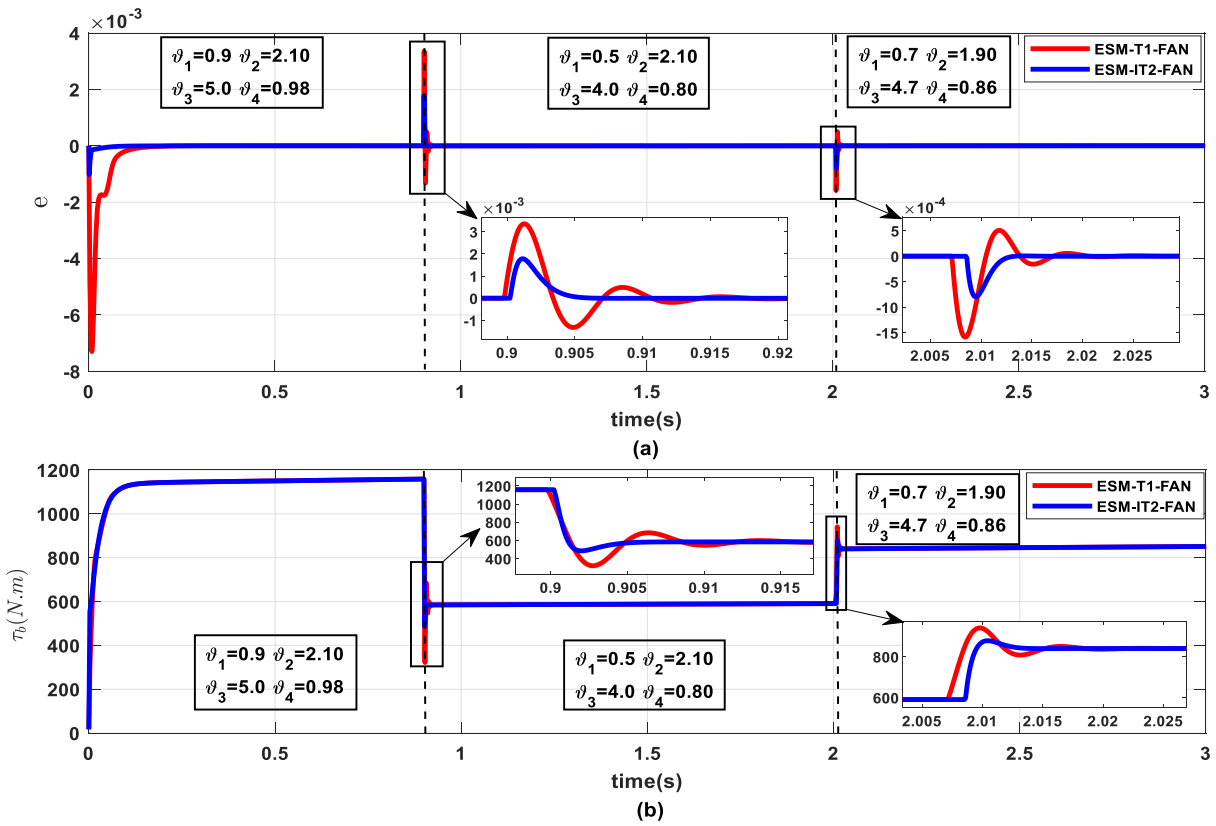 ×10⁻³
4
2
0
-2
-4
-6
-8
e
ϑ₁=0.9 ϑ₂=2.10
ϑ₃=5.0 ϑ₄=0.98
ϑ₁=0.5 ϑ₂=2.10
ϑ₃=4.0 ϑ₄=0.80
ϑ₁=0.7 ϑ₂=1.90
ϑ₃=4.7 ϑ₄=0.86
ESM-T1-FAN
ESM-IT2-FAN
×10⁻³
3
2
1
0
-1
0.9 0.905 0.91 0.915 0.92
×10⁻⁴
5
0
-5
-10
-15
2.005 2.01 2.015 2.02 2.025
0 0.5 1 1.5 2 2.5 3
time(s)
(a)
1200
1000
800
600
400
200
0
τ_b(N.m)
1200
1000
800
600
400
0.9 0.905 0.91 0.915
ϑ₁=0.7 ϑ₂=1.90
ϑ₃=4.7 ϑ₄=0.86
ESM-T1-FAN
ESM-IT2-FAN
ϑ₁=0.9 ϑ₂=2.10
ϑ₃=5.0 ϑ₄=0.98
ϑ₁=0.5 ϑ₂=2.10
ϑ₃=4.0 ϑ₄=0.80
800
600
2.005 2.01 2.015 2.02 2.025
0 0.5 1 1.5 2 2.5 3
time(s)
(b)